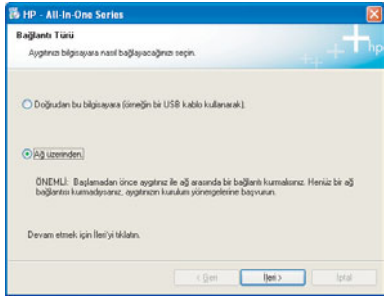 HP - All-In-One Series
Bağlantı Türü
Aygıtınızı bilgisayara nasıl bağlayacağınızı seçin.
hp
Doğrudan bu bilgisayara (örneğin bir USB kablo kullanarak).
Ağ üzerinden.
ÖNEMLİ: Başlamadan önce aygıtınız ile ağ arasında bir bağlantı kurmalısınız. Henüz bir ağ
bağlantısı kurmadıysanız, aygıtınızın kurulum yönergelerine başvurun.
Devam etmek için İleri'yi tıklatın.
< Geri
İleri >
İptal